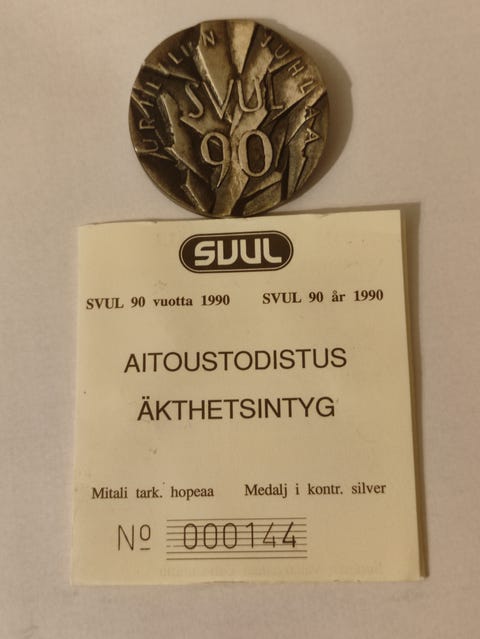 URHEILUN JUHLAA
SVUL
90
SVUL
SVUL 90 vuotta 1990 SVUL 90 år 1990
AITOUSTODISTUS
ÄKTHETSINTYG
Mitali tark. hopeaa Medalj i kontr. silver
Nº 000144